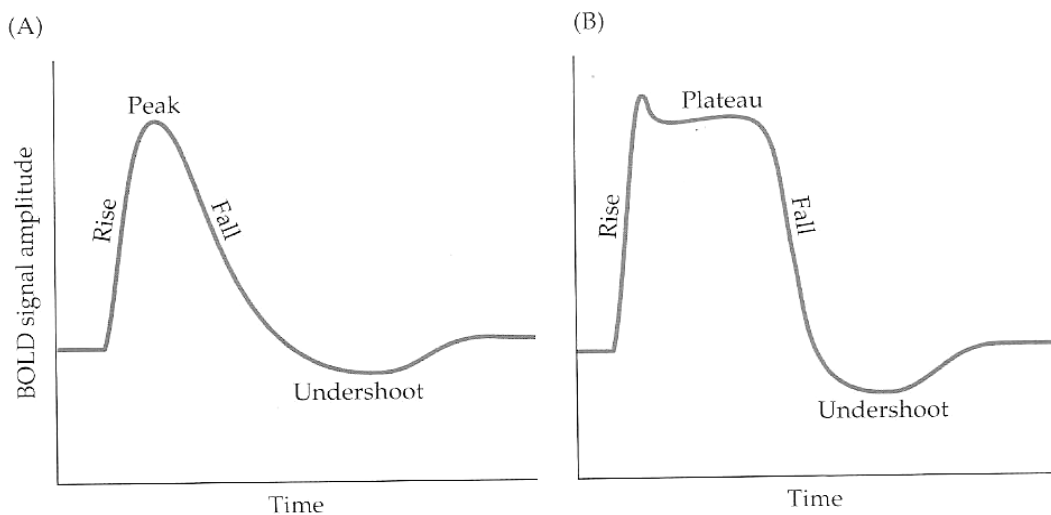 (A)
Peak
Rise
Fall
Undershoot
BOLD signal amplitude
Time
(B)
Plateau
Rise
Fall
Undershoot
Time